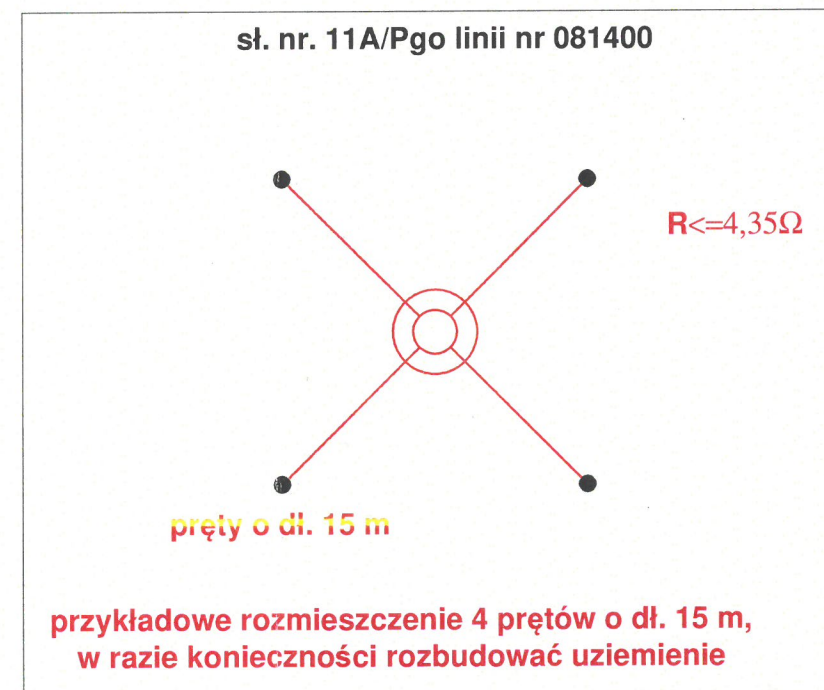 sł. nr. 11A/Pgo linii nr 081400
R<=4,35Ω
pręty o dł. 15 m
przykładowe rozmieszczenie 4 prętów o dł. 15 m,
w razie konieczności rozbudować uziemienie